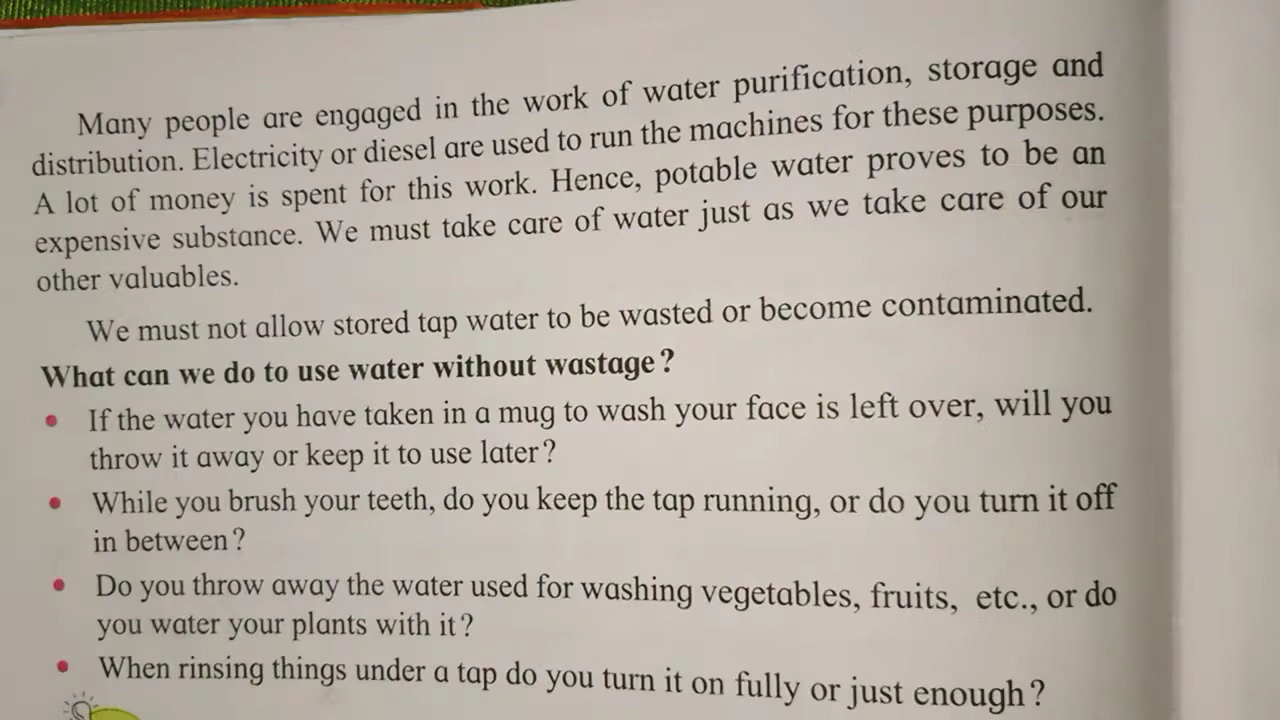 Many people are engaged in the work of water purification, storage and
distribution. Electricity or diesel are used to run the machines for these purposes.
A lot of money is spent for this work. Hence, potable water proves to be an
expensive substance. We must take care of water just as we take care of our
other valuables.
We must not allow stored tap water to be wasted or become contaminated.
What can we do to use water without wastage?
• If the water you have taken in a mug to wash your face is left over, will you
throw it away or keep it to use later?
• While you brush your teeth, do you keep the tap running, or do you turn it off
in between?
• Do you throw away the water used for washing vegetables, fruits, etc., or do
you water your plants with it?
• When rinsing things under a tap do you turn it on fully or just enough?